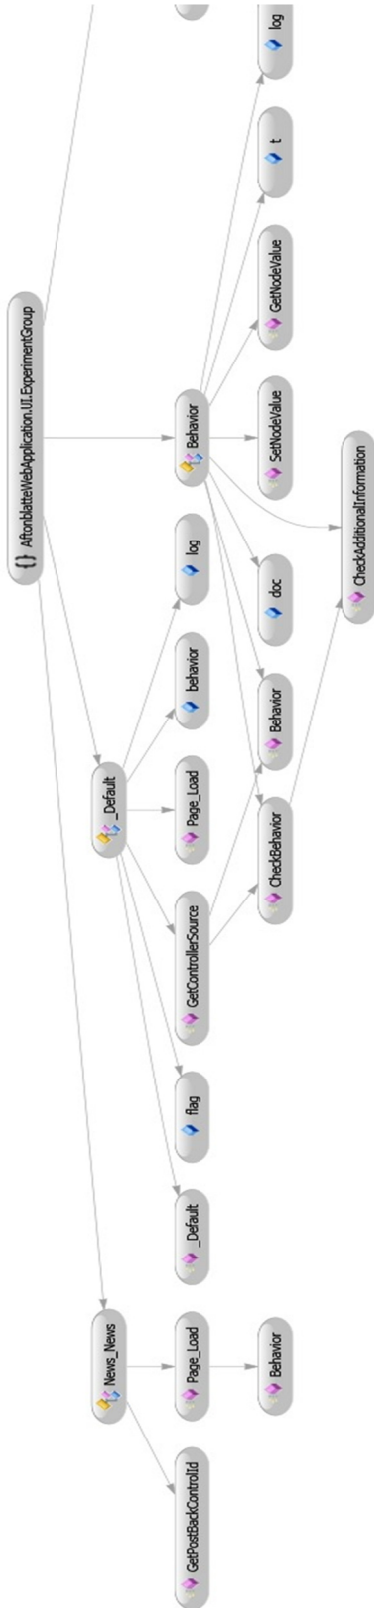 {} AftonblatteWebApplication.UI.ExperimentGroup
News_News
_Default
Behavior
GetPostBackControlId
Page_Load
_Default
flag
GetControllerSource
Page_Load
behavior
log
Behavior
CheckBehavior
Behavior
doc
SetNodeValue
GetNodeValue
t
log
CheckAdditionalInformation